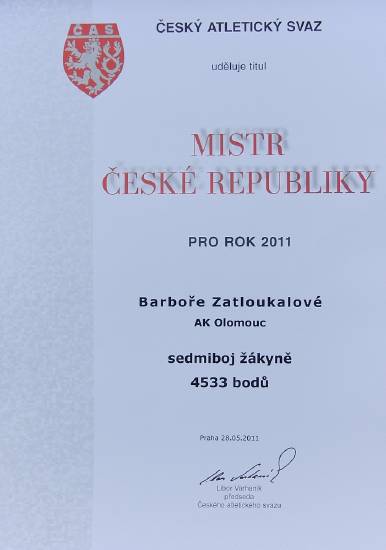 ČAS
ČESKÝ ATLETICKÝ SVAZ
uděluje titul
MISTR
ČESKÉ REPUBLIKY
PRO ROK 2011
Barboře Zatloukalové
AK Olomouc
sedmiboj žákyně
4533 bodů
Praha 28.05.2011
Libor Varhaník
předseda
Českého atletického svazu